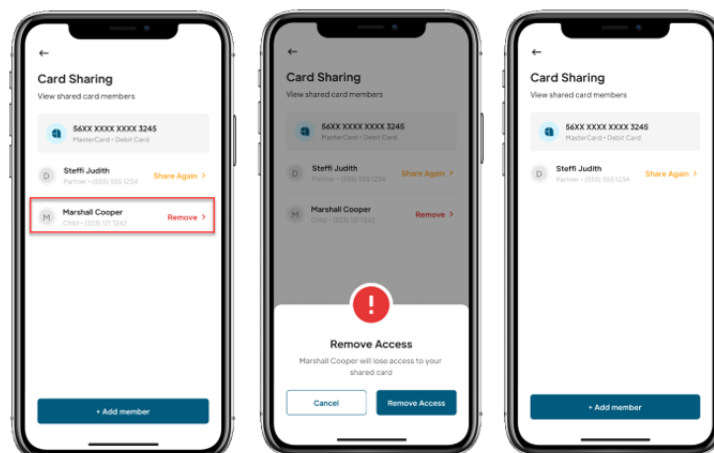 ←
Card Sharing
View shared card members
56XX XXXX XXXX 3245
MasterCard • Debit Card
D
Steffi Judith
Partner • (555) 555 1234
Share Again >
M
Marshall Cooper
Child • (323) 121 1242
Remove >
+ Add member
←
Card Sharing
View shared card members
56XX XXXX XXXX 3245
MasterCard • Debit Card
D
Steffi Judith
Partner • (555) 555 1234
Share Again >
M
Marshall Cooper
Child • (323) 121 1242
Remove >
!
Remove Access
Marshall Cooper will lose access to your
shared card
Cancel
Remove Access
←
Card Sharing
View shared card members
56XX XXXX XXXX 3245
MasterCard • Debit Card
D
Steffi Judith
Partner • (555) 555 1234
Share Again >
+ Add member